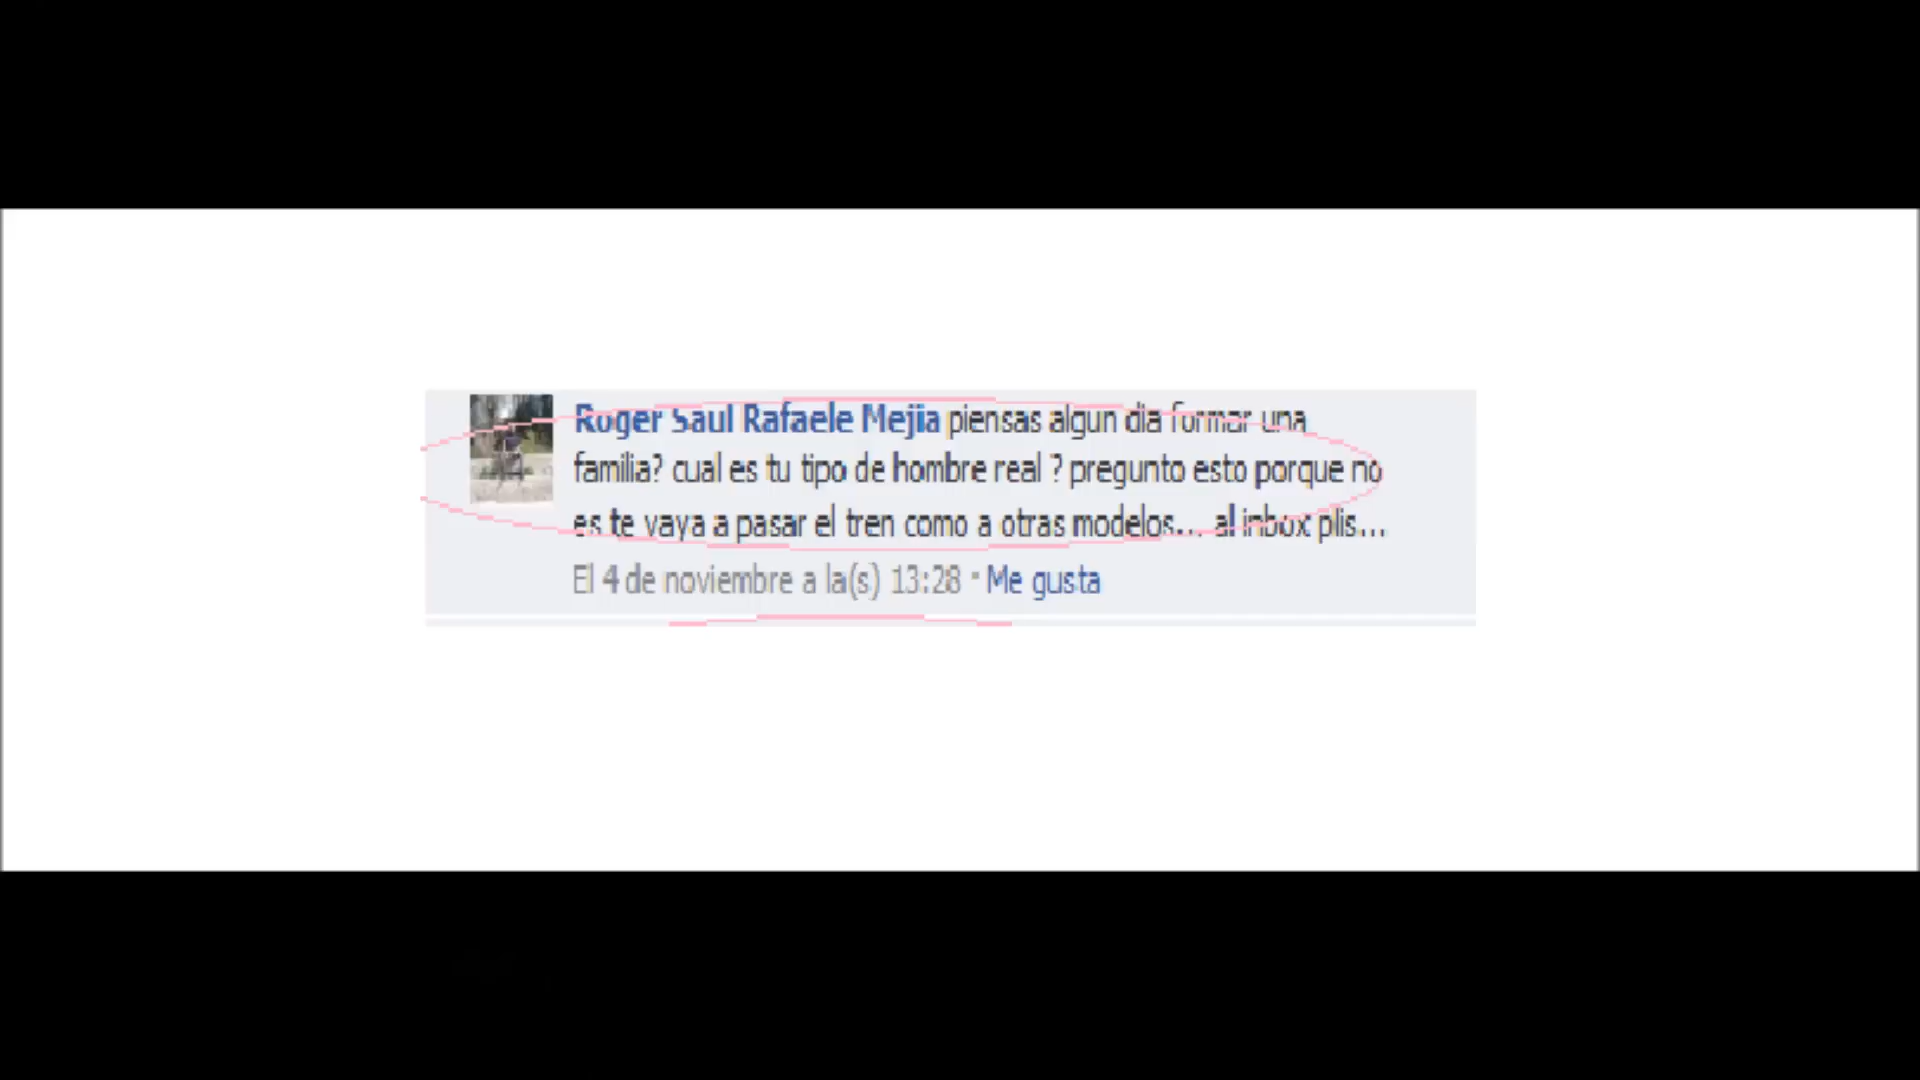 Roger Saul Rafaele Mejia piensas algun dia formar una
familia? cual es tu tipo de hombre real ? pregunto esto porque no
es te vaya a pasar el tren como a otras modelos... al inbox plis...
El 4 de noviembre a la(s) 13:28 · Me gusta